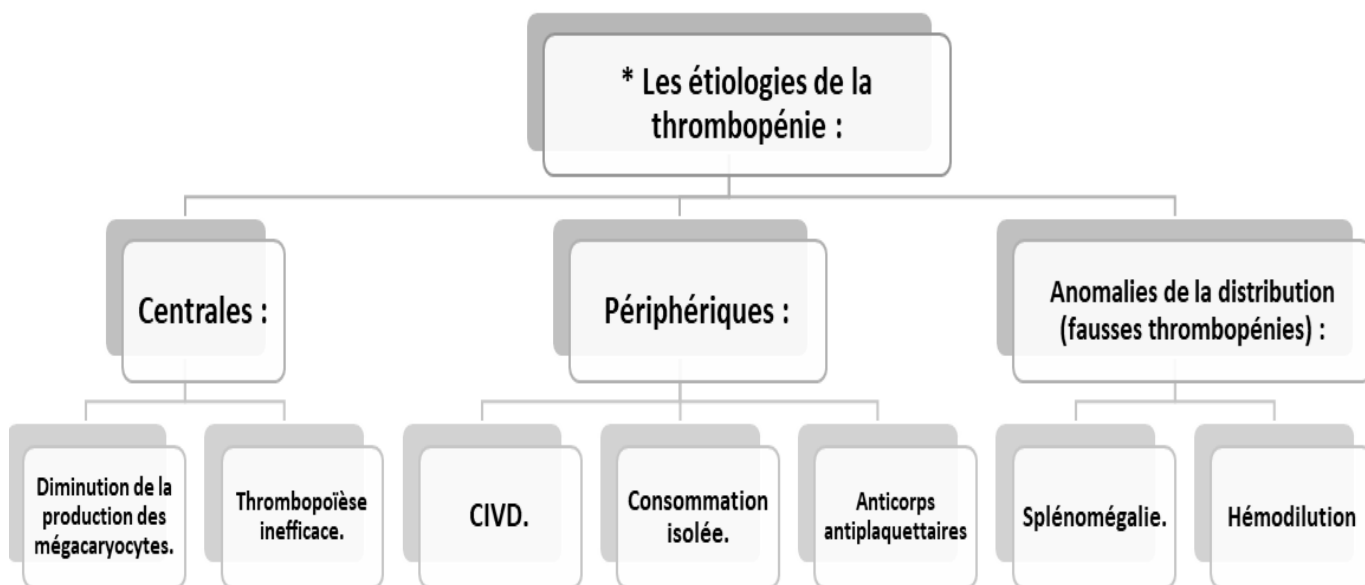 * Les étiologies de la
thrombopénie :
Centrales :
Périphériques :
Anomalies de la distribution
(fausses thrombopénies) :
Diminution de la
production des
mégacaryocytes.
Thrombopoïèse
inefficace.
CIVD.
Consommation
isolée.
Anticorps
antiplaquettaires
Splénomégalie.
Hémodilution